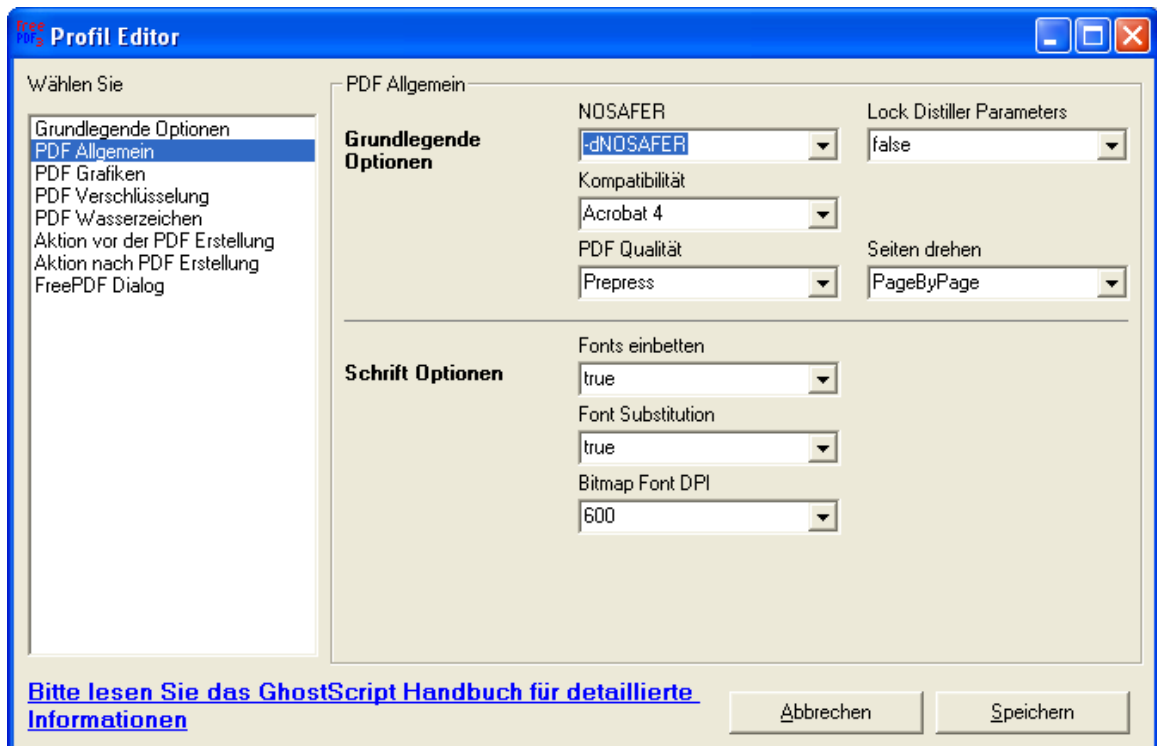 free
PDF3 Profil Editor
Wählen Sie
Grundlegende Optionen
PDF Allgemein
PDF Grafiken
PDF Verschlüsselung
PDF Wasserzeichen
Aktion vor der PDF Erstellung
Aktion nach PDF Erstellung
FreePDF Dialog
PDF Allgemein
Grundlegende
Optionen
NOSAFER
-dNOSAFER
Lock Distiller Parameters
false
Kompatibilität
Acrobat 4
PDF Qualität
Prepress
Seiten drehen
PageByPage
Schrift Optionen
Fonts einbetten
true
Font Substitution
true
Bitmap Font DPI
600
Bitte lesen Sie das GhostScript Handbuch für detaillierte
Informationen
Abbrechen
Speichern